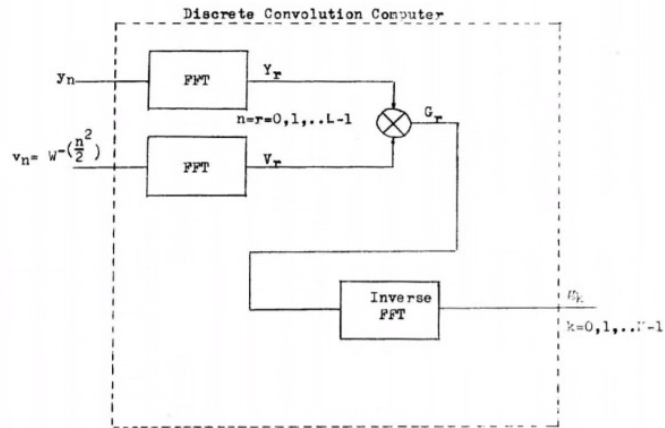 Discrete Convolution Computer
yn
FFT
Yr
n=r=0,1,..L-1
Gr
vn= W-(n2/2)
FFT
Vr
Inverse
FFT
k=0,1,..